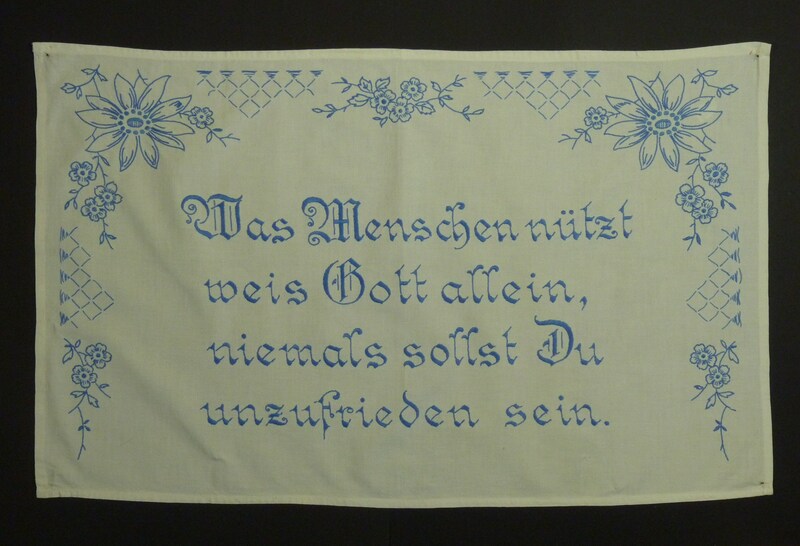 Was Menschen nützt
weis Gott allein,
niemals sollst Du
unzufrieden sein.